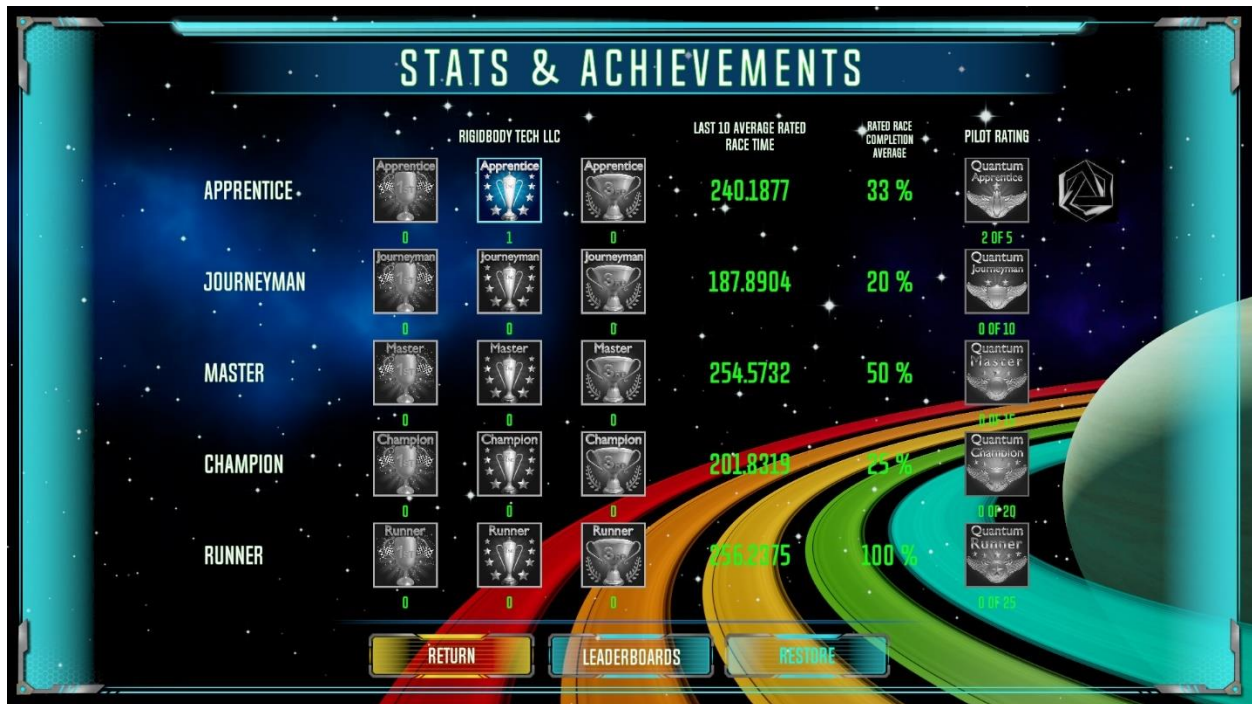 STATS & ACHIEVEMENTS
RIGIDBODY TECH LLC
LAST 10 AVERAGE RATED
RACE TIME
RATED RACE
COMPLETION
AVERAGE
PILOT RATING
APPRENTICE
Apprentice
Apprentice
Apprentice
240.1877
33 %
Quantum
Apprentice
0
1
0
2 OF 5
JOURNEYMAN
Journeyman
Journeyman
Journeyman
187.8904
20 %
Quantum
Journeyman
0
0
0
0 OF 10
MASTER
Master
Master
Master
254.5732
50 %
Quantum
Master
0
0
0
CHAMPION
Champion
Champion
Champion
201.8319
25 %
Quantum
Champion
0
0
0
0 OF 20
RUNNER
Runner
Runner
Runner
256.2375
100 %
Quantum
Runner
0
0
0
0 OF 25
RETURN
LEADERBOARDS
RESTORE